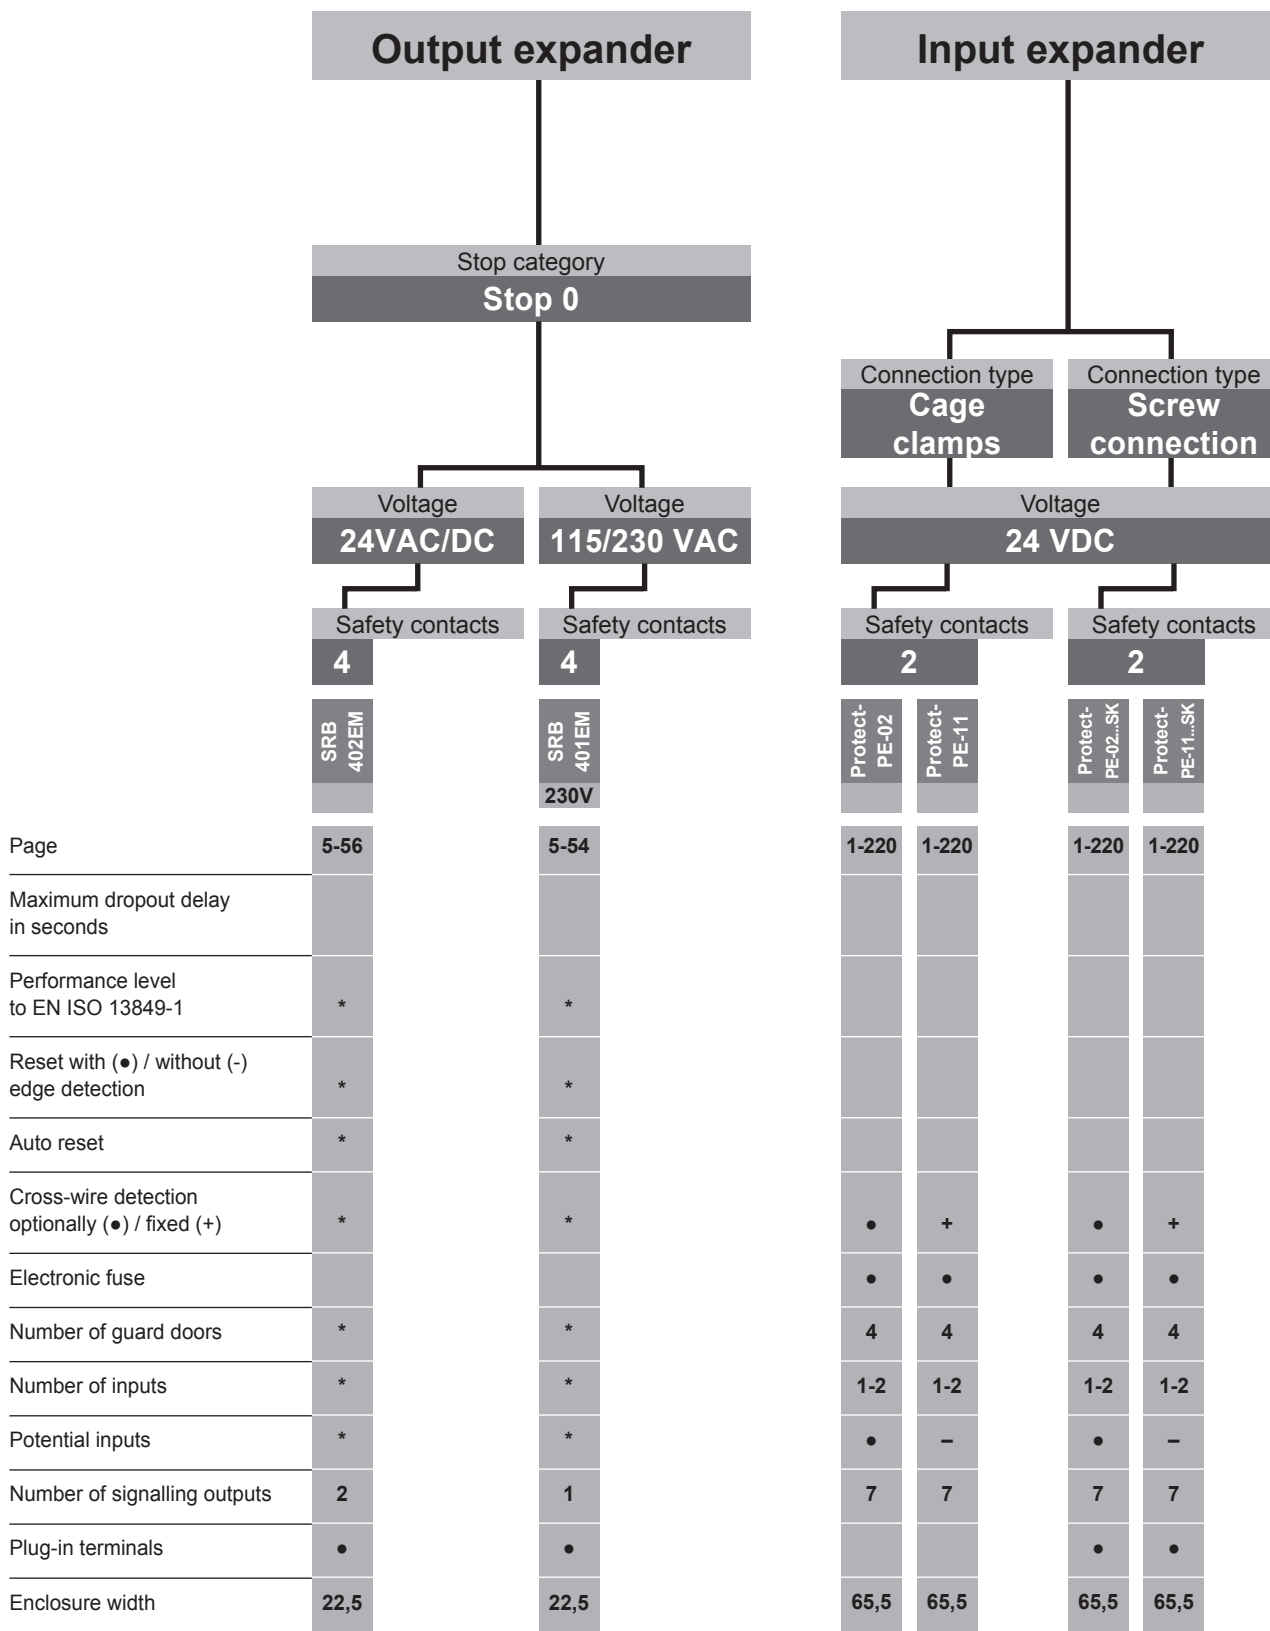 Output expander
Input expander
Stop category
Stop 0
Connection type
Connection type
Cage
clamps
Screw
connection
Voltage
Voltage
Voltage
24VAC/DC
115/230 VAC
24 VDC
Safety contacts
Safety contacts
Safety contacts
Safety contacts
4
4
2
2
SRB
402EM
SRB
401EM
Protect-
PE-02
Protect-
PE-11
Protect-
PE-02...SK
Protect-
PE-11...SK
230V
Page 5-56 5-54 1-220 1-220 1-220 1-220
Maximum dropout delay
in seconds
Performance level
to EN ISO 13849-1 * *
Reset with (●) / without (-)
edge detection * *
Auto reset * *
Cross-wire detection
optionally (●) / fixed (+) * * ● + ● +
Electronic fuse ● ● ● ●
Number of guard doors * * 4 4 4 4
Number of inputs * * 1-2 1-2 1-2 1-2
Potential inputs * * ● – ● –
Number of signalling outputs 2 1 7 7 7 7
Plug-in terminals ● ● ● ●
Enclosure width 22,5 22,5 65,5 65,5 65,5 65,5